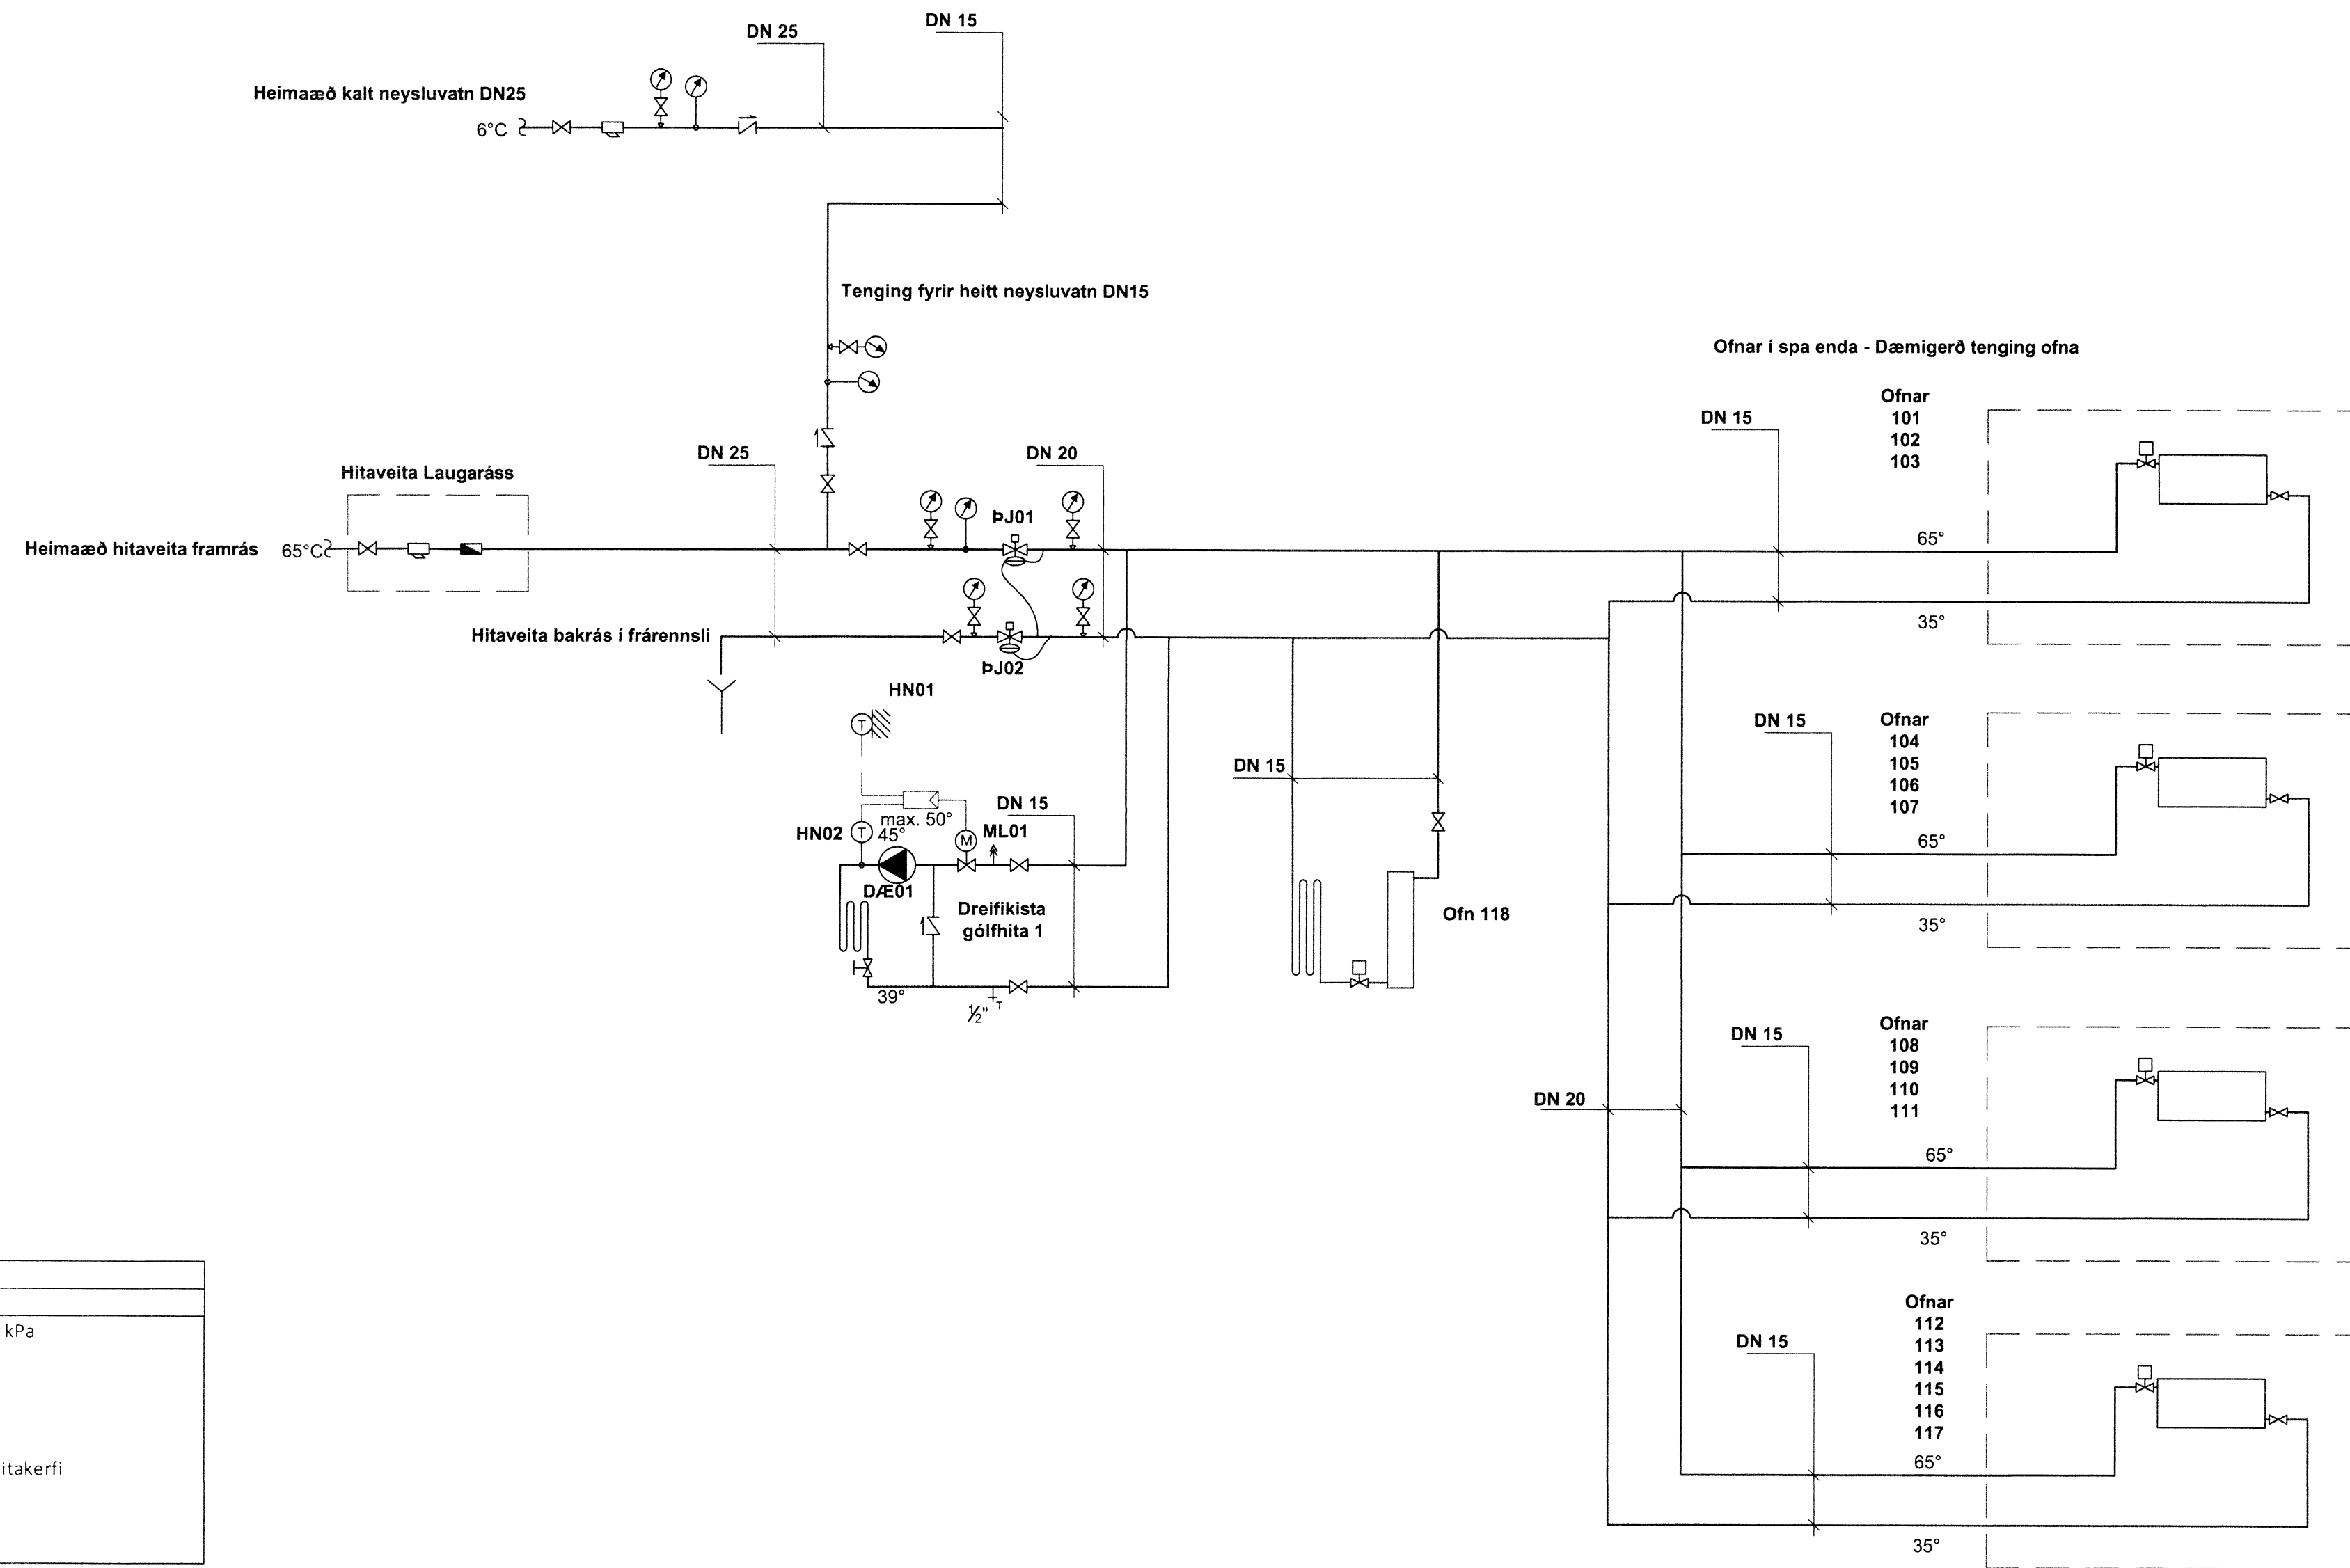 DN 15
DN 25
Heimaæð kalt neysluvatn DN25
6°C
Tenging fyrir heitt neysluvatn DN15
Ofnar í spa enda - Dæmigerð tenging ofna
Ofnar
101
102
103
DN 15
DN 25
DN 20
Hitaveita Laugaráss
ÞJ01
Heimaæð hitaveita framrás
65°C
65°
35°
Hitaveita bakrás í frárennsli
ÞJ02
HN01
T
DN 15
Ofnar
104
105
106
107
DN 15
DN 15
max. 50°
HN02
T
45°
M
ML01
65°
DÆ01
Dreifikista
gólfhita 1
Ofn 118
35°
39°
½"
T
Ofnar
108
109
110
111
DN 15
DN 20
65°
35°
Ofnar
112
113
114
115
116
117
DN 15
65°
35°
kPa
itakerfi